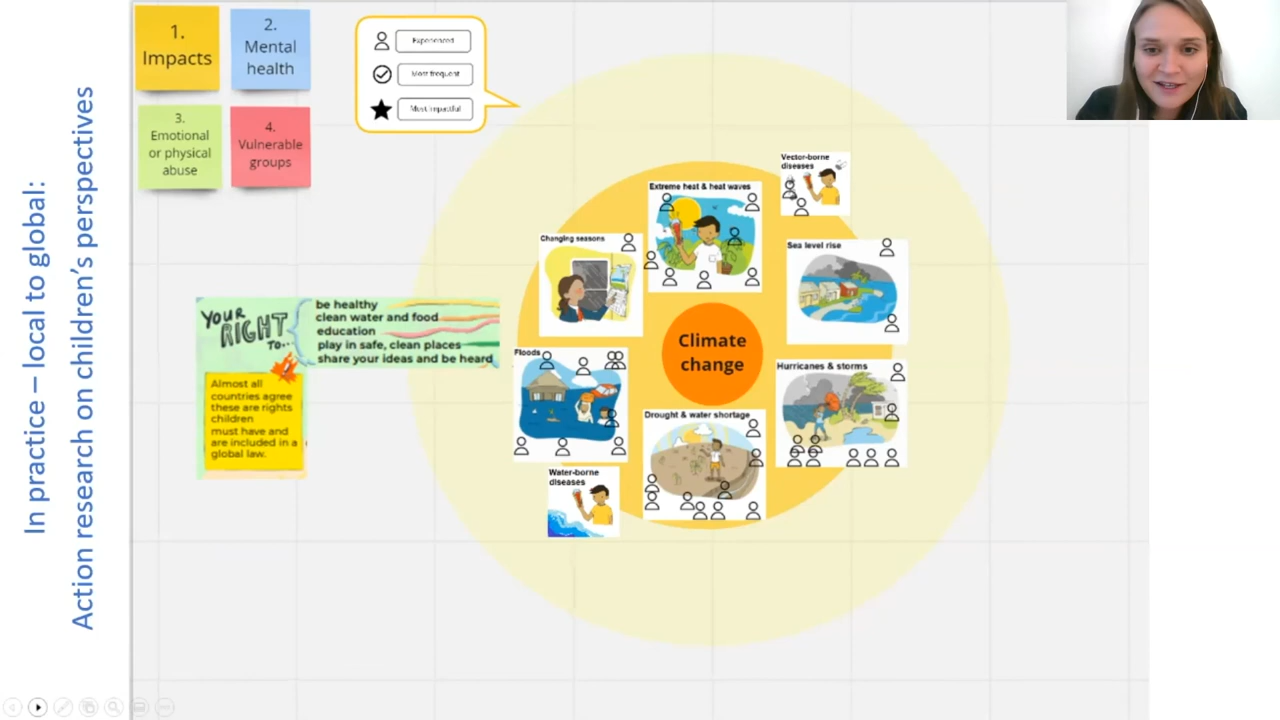 In practice – local to global:
Action research on children's perspectives
1.
Impacts
2.
Mental
health
3.
Emotional
or physical
abuse
4.
Vulnerable
groups
Experienced
Most frequent
Most impactful
YOUR
RIGHT
TO...
be healthy
clean water and food
education
play in safe, clean places
share your ideas and be heard
Almost all
countries agree
these are rights
children
must have and
are included in a
global law.
Climate
change
Extreme heat & heat waves
Vector-borne
diseases
Changing seasons
Sea level rise
Floods
Hurricanes & storms
Drought & water shortage
Water-borne
diseases